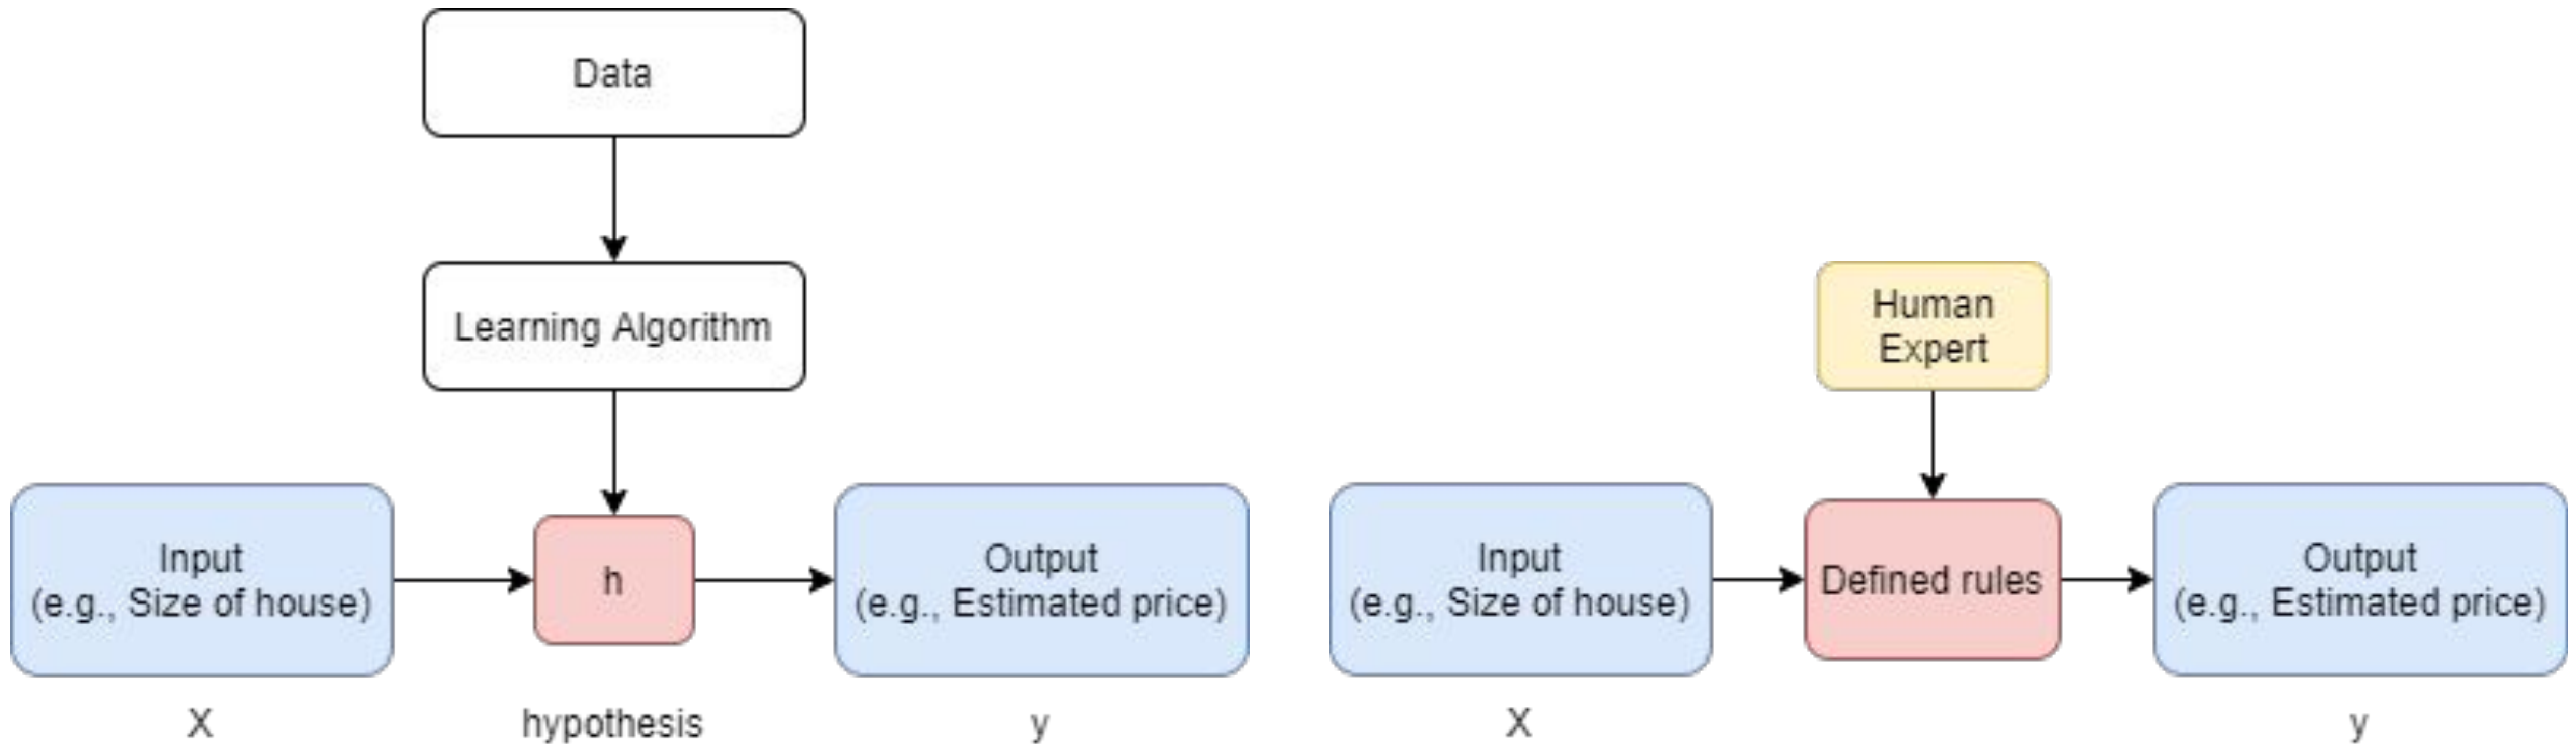 Data
Learning Algorithm
Human
Expert
Input
(e.g., Size of house)
h
Output
(e.g., Estimated price)
Input
(e.g., Size of house)
Defined rules
Output
(e.g., Estimated price)
X
hypothesis
y
X
y